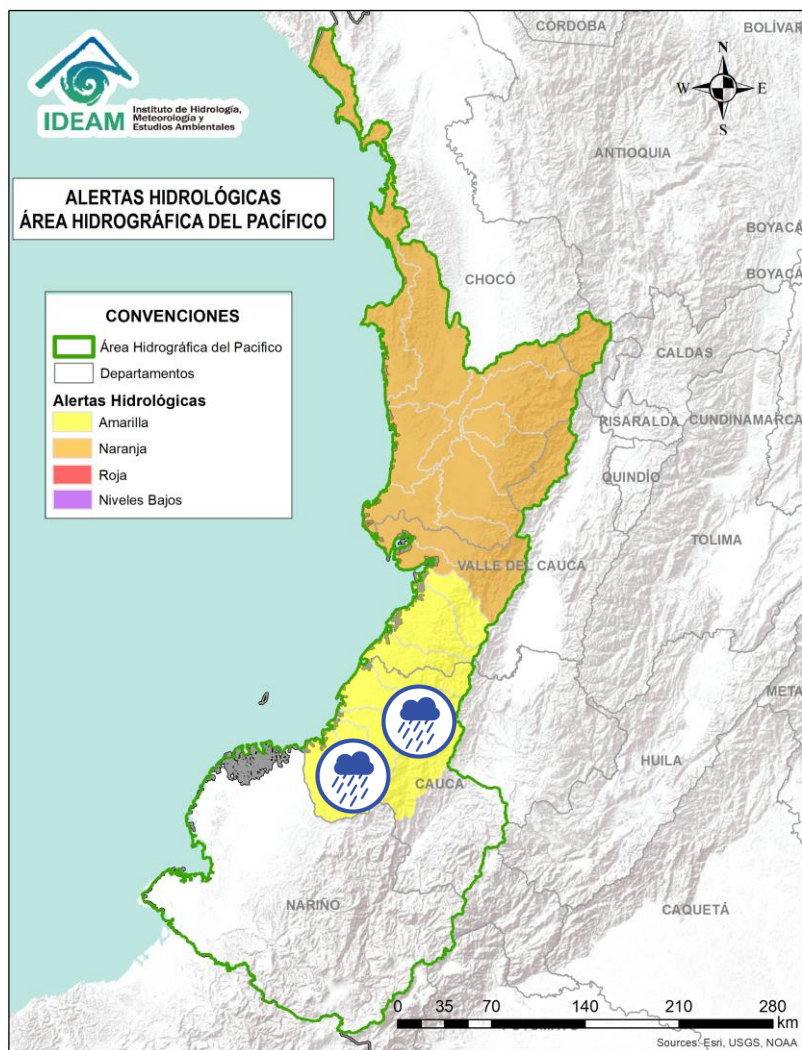 CÓRDOBA
BOLÍVAR
IDEAM
Instituto de Hidrología,
Meteorología y
Estudios Ambientales
N
W
E
S
ANTIOQUIA
ALERTAS HIDROLÓGICAS
ÁREA HIDROGRÁFICA DEL PACÍFICO
BOYACÁ
BOYACÁ
CHOCÓ
CONVENCIONES
Área Hidrográfica del Pacifico
Departamentos
Alertas Hidrológicas
Amarilla
Naranja
Roja
Niveles Bajos
CALDAS
RISARALDA
CUNDINAMARCA
QUINDÍO
TOLIMA
VALLE DEL CAUCA
META
HUILA
CAUCA
NARIÑO
CAQUETÁ
0 35 70 140 210 280
km
Sources: Esri, USGS, NOAA